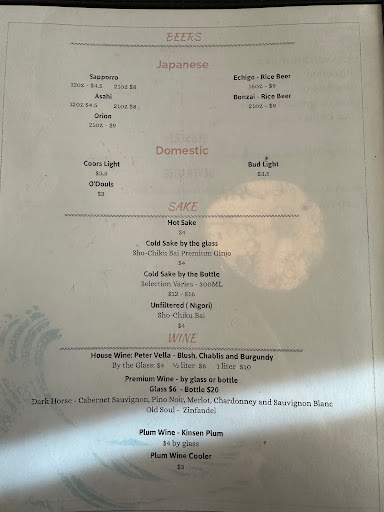 BEERS
Japanese
Sapporro
12oz - $4.5 21oz $8
Asahi
12oz $4.5 21oz $8
Orion
21oz - $9
Echigo - Rice Beer
16oz - $9
Bonzai - Rice Beer
21oz - $9
Domestic
Coors Light
$3.5
O'Douls
$3
Bud Light
$3.5
SAKE
Hot Sake
$4
Cold Sake by the glass
Sho-Chiku Bai Premium Ginjo
$4
Cold Sake by the Bottle
Selection Varies - 300ML
$12 - $16
Unfiltered ( Nigori)
Sho-Chiku Bai
$4
WINE
House Wine: Peter Vella - Blush, Chablis and Burgundy
By the Glass: $4 ½ liter $6 1 liter $10
Premium Wine - by glass or bottle
Glass $6 - Bottle $20
Dark Horse - Cabernet Sauvignon, Pino Noir, Merlot, Chardonney and Sauvignon Blanc
Old Soul - Zinfandel
Plum Wine - Kinsen Plum
$4 by glass
Plum Wine Cooler
$5